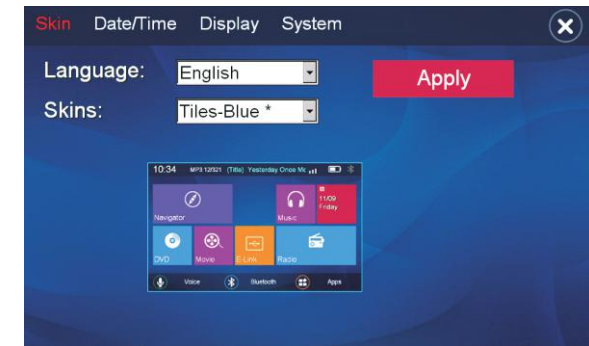 Skin Date/Time Display System
Language: English Apply
Skins: Tiles-Blue *
10:34 MP3 12/321 (Title) Yesterday Once Mc
Navigator Music 11/09
Friday
DVD Movie E.Link Radio
Voice Bluetooth Apps